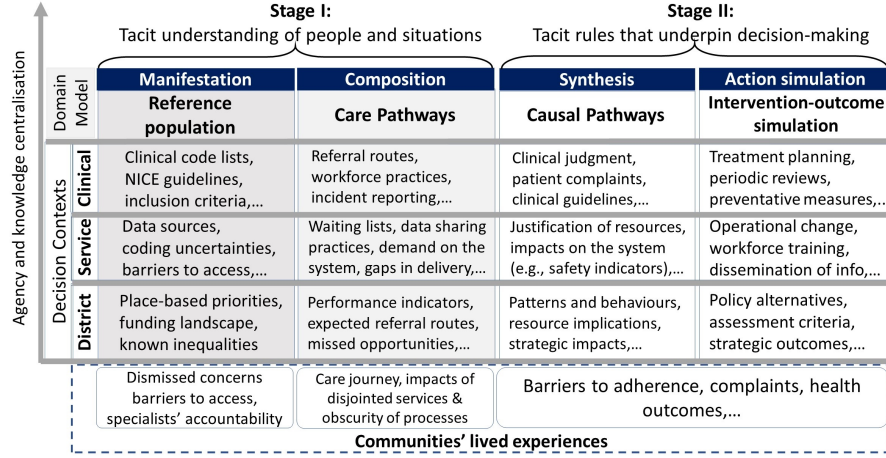 Stage I:
Tacit understanding of people and situations
Stage II:
Tacit rules that underpin decision-making
Agency and knowledge centralisation
Domain
Model
Manifestation
Reference
population
Composition
Care Pathways
Synthesis
Causal Pathways
Action simulation
Intervention-outcome
simulation
Decision Contexts
Clinical
Clinical code lists,
NICE guidelines,
inclusion criteria,...
Referral routes,
workforce practices,
incident reporting,...
Clinical judgment,
patient complaints,
clinical guidelines,...
Treatment planning,
periodic reviews,
preventative measures,...
Service
Data sources,
coding uncertainties,
barriers to access,...
Waiting lists, data sharing
practices, demand on the
system, gaps in delivery,...
Justification of resources,
impacts on the system
(e.g., safety indicators),...
Operational change,
workforce training,
dissemination of info,...
District
Place-based priorities,
funding landscape,
known inequalities
Performance indicators,
expected referral routes,
missed opportunities,...
Patterns and behaviours,
resource implications,
strategic impacts,...
Policy alternatives,
assessment criteria,
strategic outcomes,...
Dismissed concerns
barriers to access,
specialists' accountability
Care journey, impacts of
disjointed services &
obscurity of processes
Barriers to adherence, complaints, health
outcomes,...
Communities' lived experiences